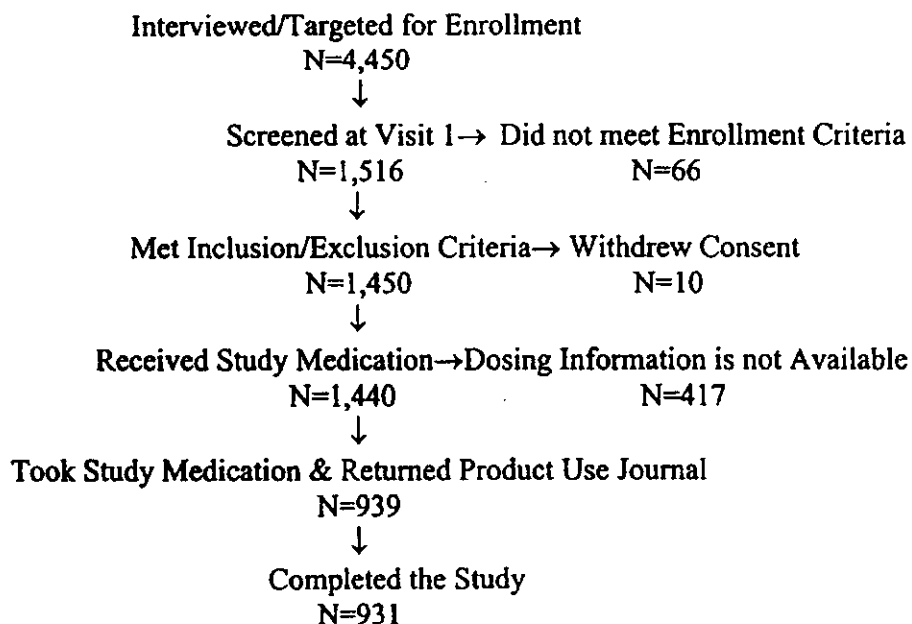 Interviewed/Targeted for Enrollment
N=4,450
↓
Screened at Visit 1→ Did not meet Enrollment Criteria
N=1,516 N=66
↓
Met Inclusion/Exclusion Criteria→ Withdrew Consent
N=1,450 N=10
↓
Received Study Medication→Dosing Information is not Available
N=1,440 N=417
↓
Took Study Medication & Returned Product Use Journal
N=939
↓
Completed the Study
N=931